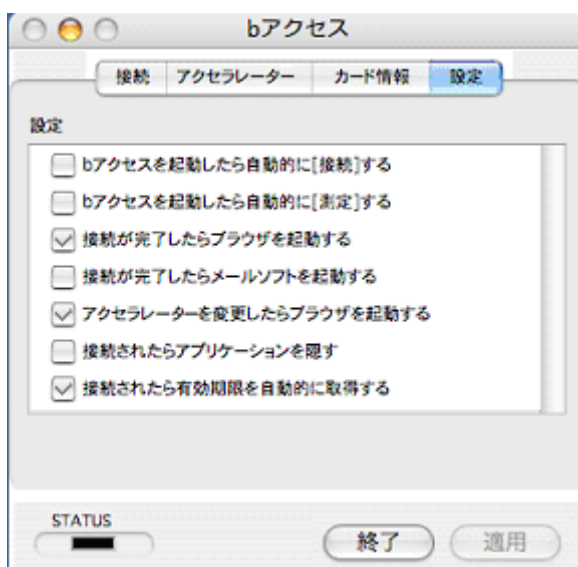 bアクセス
接続 アクセラレーター カード情報 設定
設定
bアクセスを起動したら自動的に[接続]する
bアクセスを起動したら自動的に[測定]する
接続が完了したらブラウザを起動する
接続が完了したらメールソフトを起動する
アクセラレーターを変更したらブラウザを起動する
接続されたらアプリケーションを隠す
接続されたら有効期限を自動的に取得する
STATUS
終了 適用